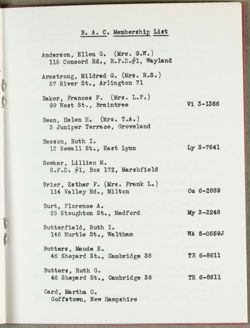 B. A. C. Membership List
Anderson, Ellen G. (Mrs. G.W.)
115 Concord Rd., R.F.D.#1, Wayland
Armstrong, Mildred G. (Mrs. R.S.)
57 River St., Arlington 71
Baker, Frances F. (Mrs. L.F.)
99 West St., Braintree Vi 3-1366
Bean, Helen H. (Mrs. T.A.)
3 Juniper Terrace, Groveland
Besson, Ruth I.
13 Sewall St., East Lynn Ly 3-7641
Bowker, Lillian M.
R.F.D. #1, Box 172, Marshfield
Brier, Esther F. (Mrs. Frank L.)
114 Valley Rd., Milton Cu 6-2889
Burt, Florence A.
25 Stoughton St., Medford My 3-2248
Butterfield, Ruth I.
146 Myrtle St., Waltham WA 5-0559J
Butters, Maude E.
46 Shepard St., Cambridge 38 TR 6-8611
Butters, Ruth G.
46 Shepard St., Cambridge 38 TR 6-8611
Card, Martha C.
Goffstown, New Hampshire